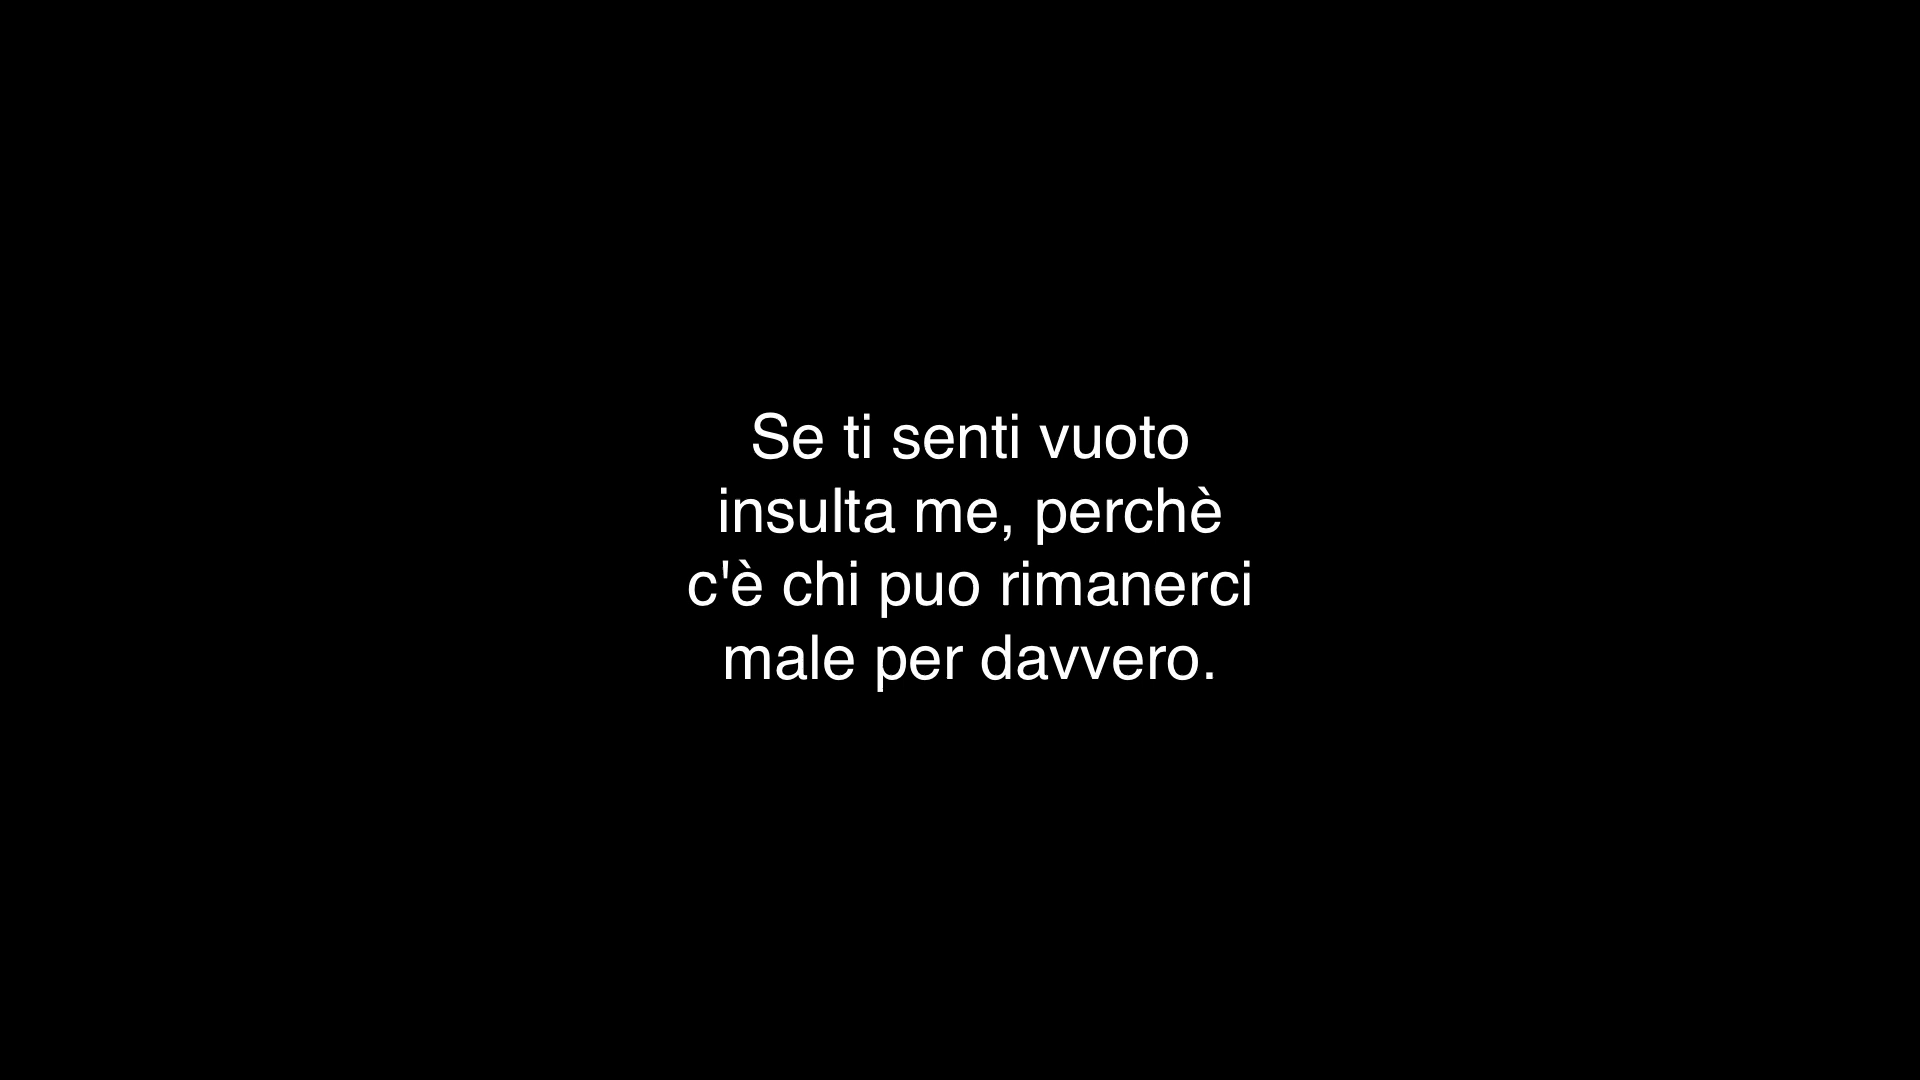 Se ti senti vuoto
insulta me, perchè
c'è chi puo rimanerci
male per davvero.